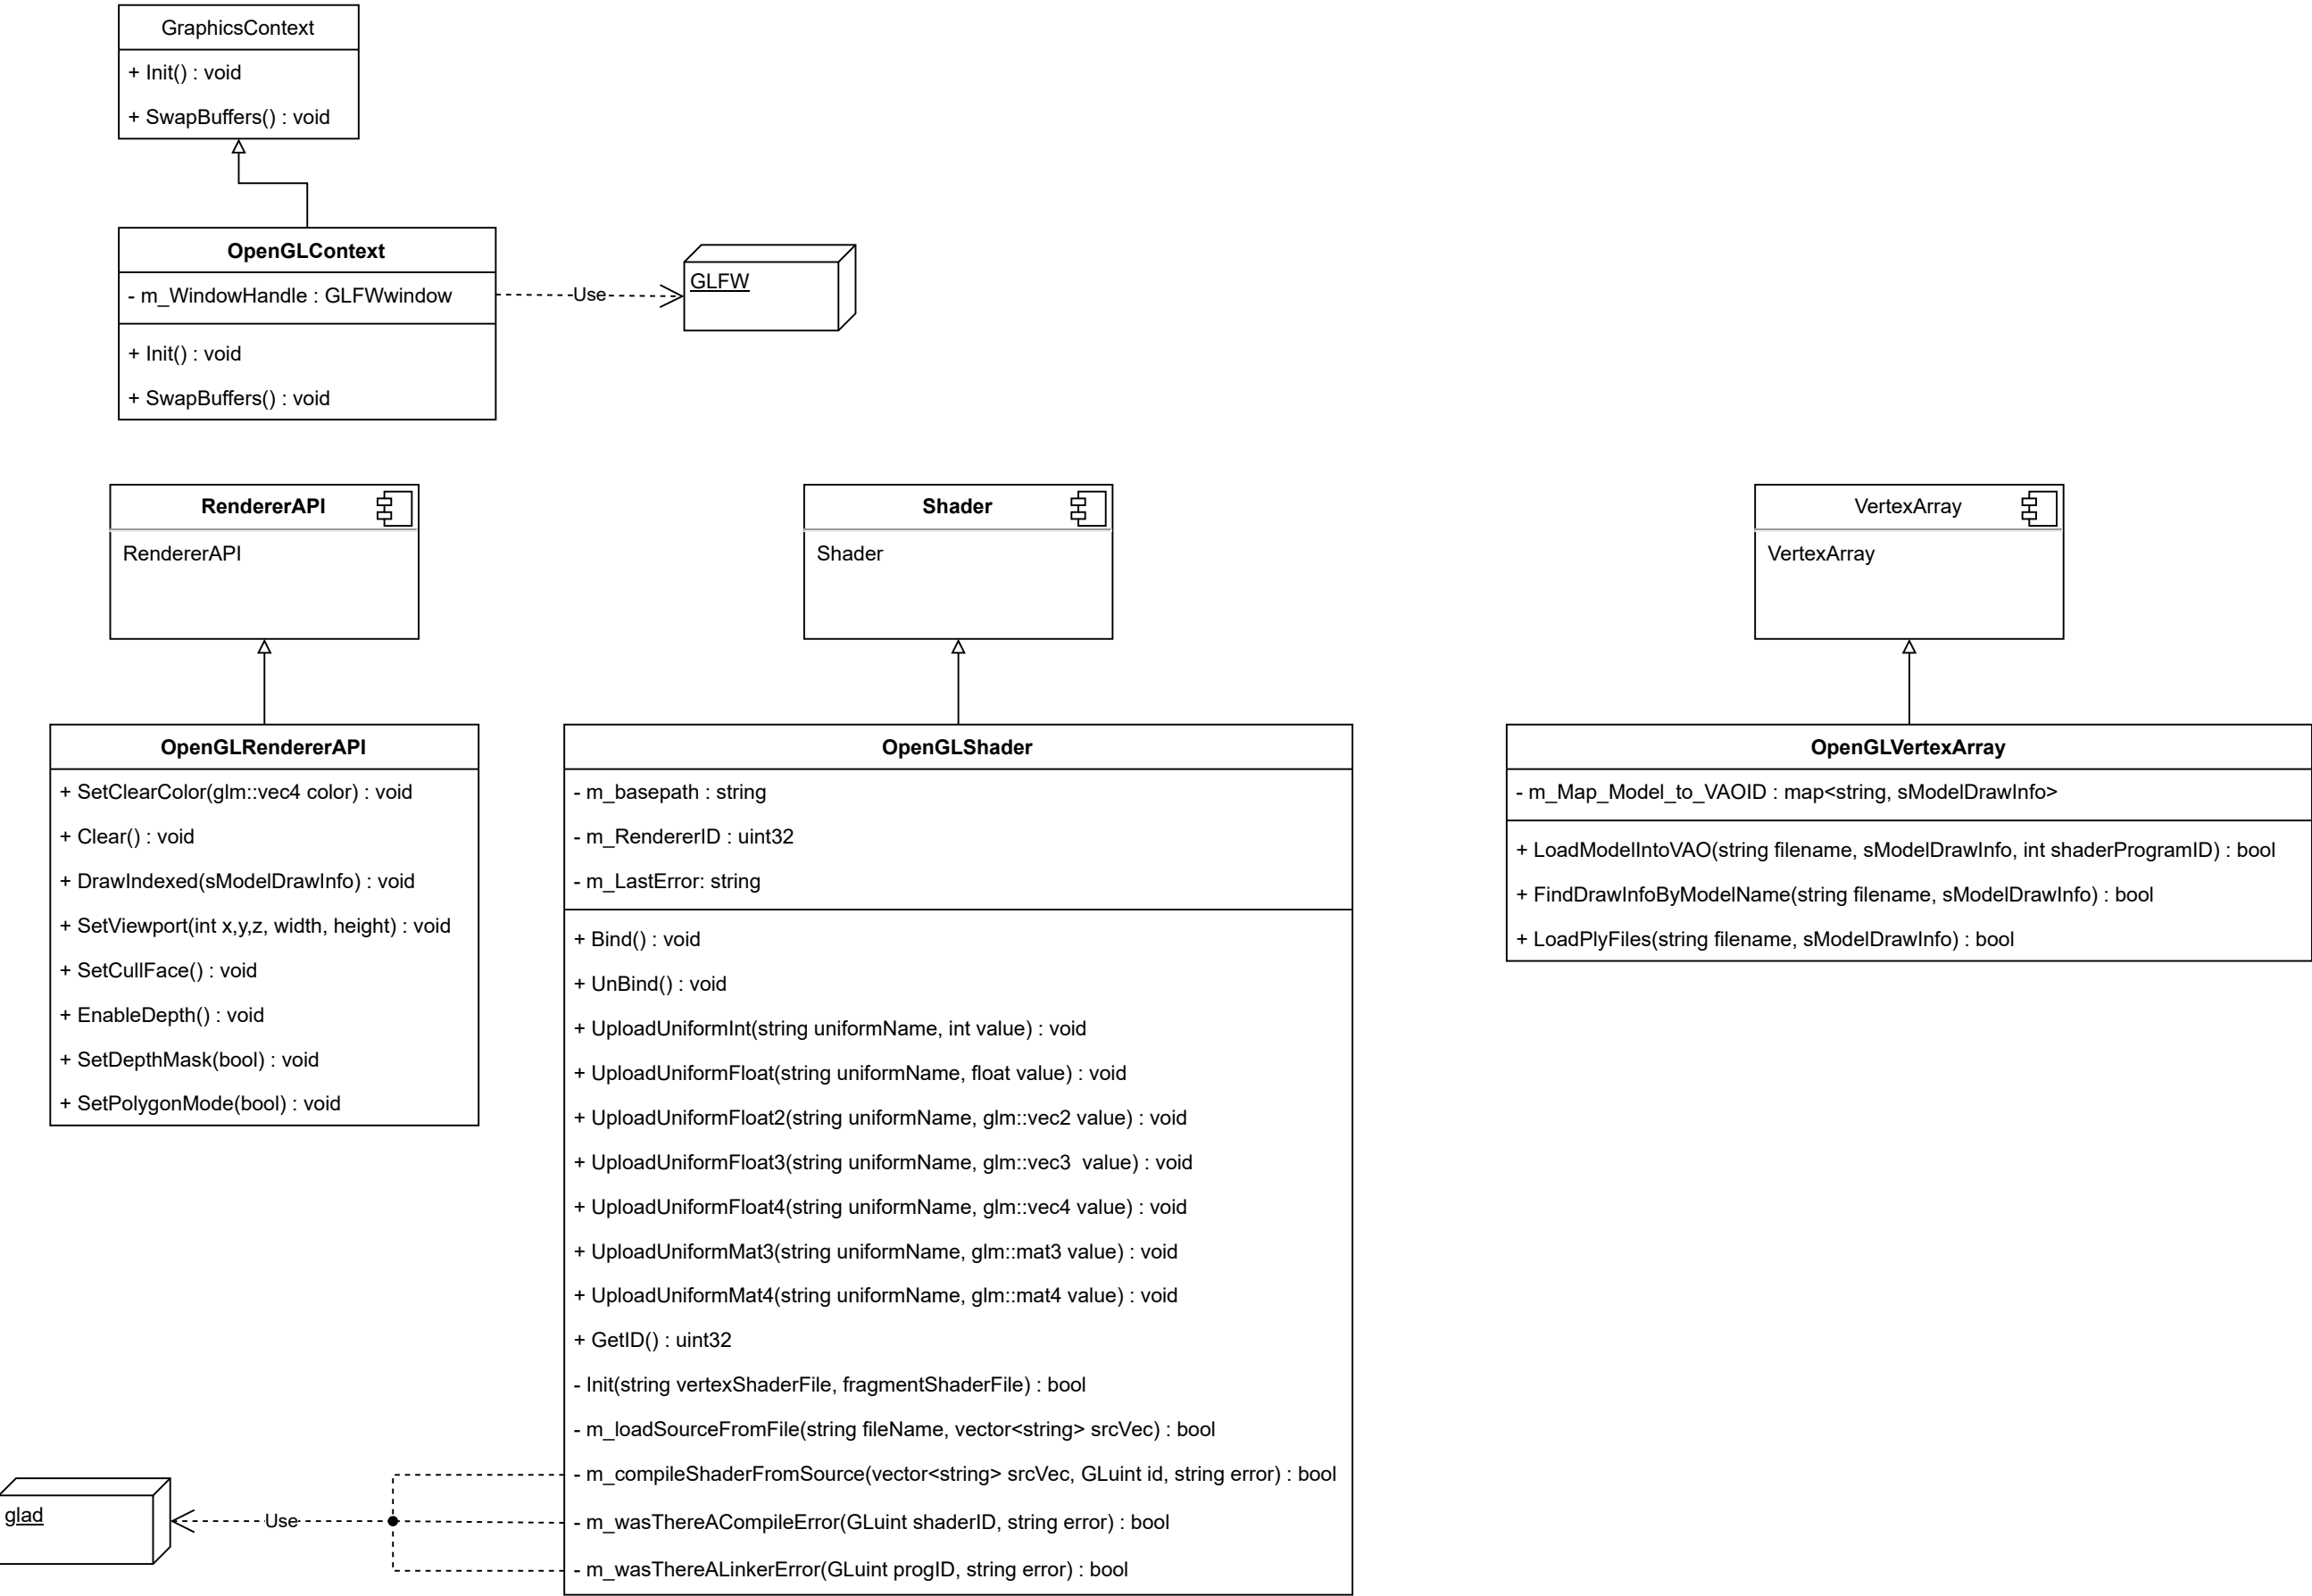 GraphicsContext
+ Init() : void
+ SwapBuffers() : void
OpenGLContext
- m_WindowHandle : GLFWwindow
+ Init() : void
+ SwapBuffers() : void
Use
GLFW
RendererAPI
RendererAPI
Shader
Shader
VertexArray
VertexArray
OpenGLRendererAPI
+ SetClearColor(glm::vec4 color) : void
+ Clear() : void
+ DrawIndexed(sModelDrawInfo) : void
+ SetViewport(int x,y,z, width, height) : void
+ SetCullFace() : void
+ EnableDepth() : void
+ SetDepthMask(bool) : void
+ SetPolygonMode(bool) : void
OpenGLShader
- m_basepath : string
- m_RendererID : uint32
- m_LastError: string
+ Bind() : void
+ UnBind() : void
+ UploadUniformInt(string uniformName, int value) : void
+ UploadUniformFloat(string uniformName, float value) : void
+ UploadUniformFloat2(string uniformName, glm::vec2 value) : void
+ UploadUniformFloat3(string uniformName, glm::vec3  value) : void
+ UploadUniformFloat4(string uniformName, glm::vec4 value) : void
+ UploadUniformMat3(string uniformName, glm::mat3 value) : void
+ UploadUniformMat4(string uniformName, glm::mat4 value) : void
+ GetID() : uint32
- Init(string vertexShaderFile, fragmentShaderFile) : bool
- m_loadSourceFromFile(string fileName, vector<string> srcVec) : bool
- m_compileShaderFromSource(vector<string> srcVec, GLuint id, string error) : bool
- m_wasThereACompileError(GLuint shaderID, string error) : bool
- m_wasThereALinkerError(GLuint progID, string error) : bool
OpenGLVertexArray
- m_Map_Model_to_VAOID : map<string, sModelDrawInfo>
+ LoadModelIntoVAO(string filename, sModelDrawInfo, int shaderProgramID) : bool
+ FindDrawInfoByModelName(string filename, sModelDrawInfo) : bool
+ LoadPlyFiles(string filename, sModelDrawInfo) : bool
glad
Use